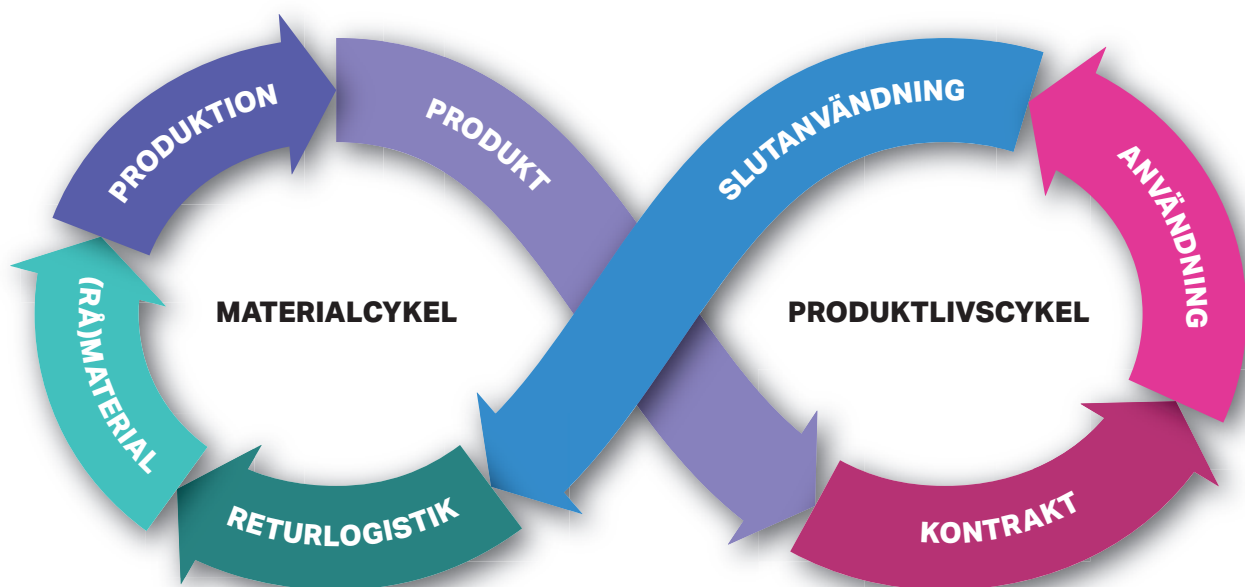 PRODUKTION
PRODUKT
SLUTANVÄNDNING
ANVÄNDNING
(RÅ)MATERIAL
MATERIALCYKEL
PRODUKTLIVSCYKEL
RETURLOGISTIK
KONTRAKT